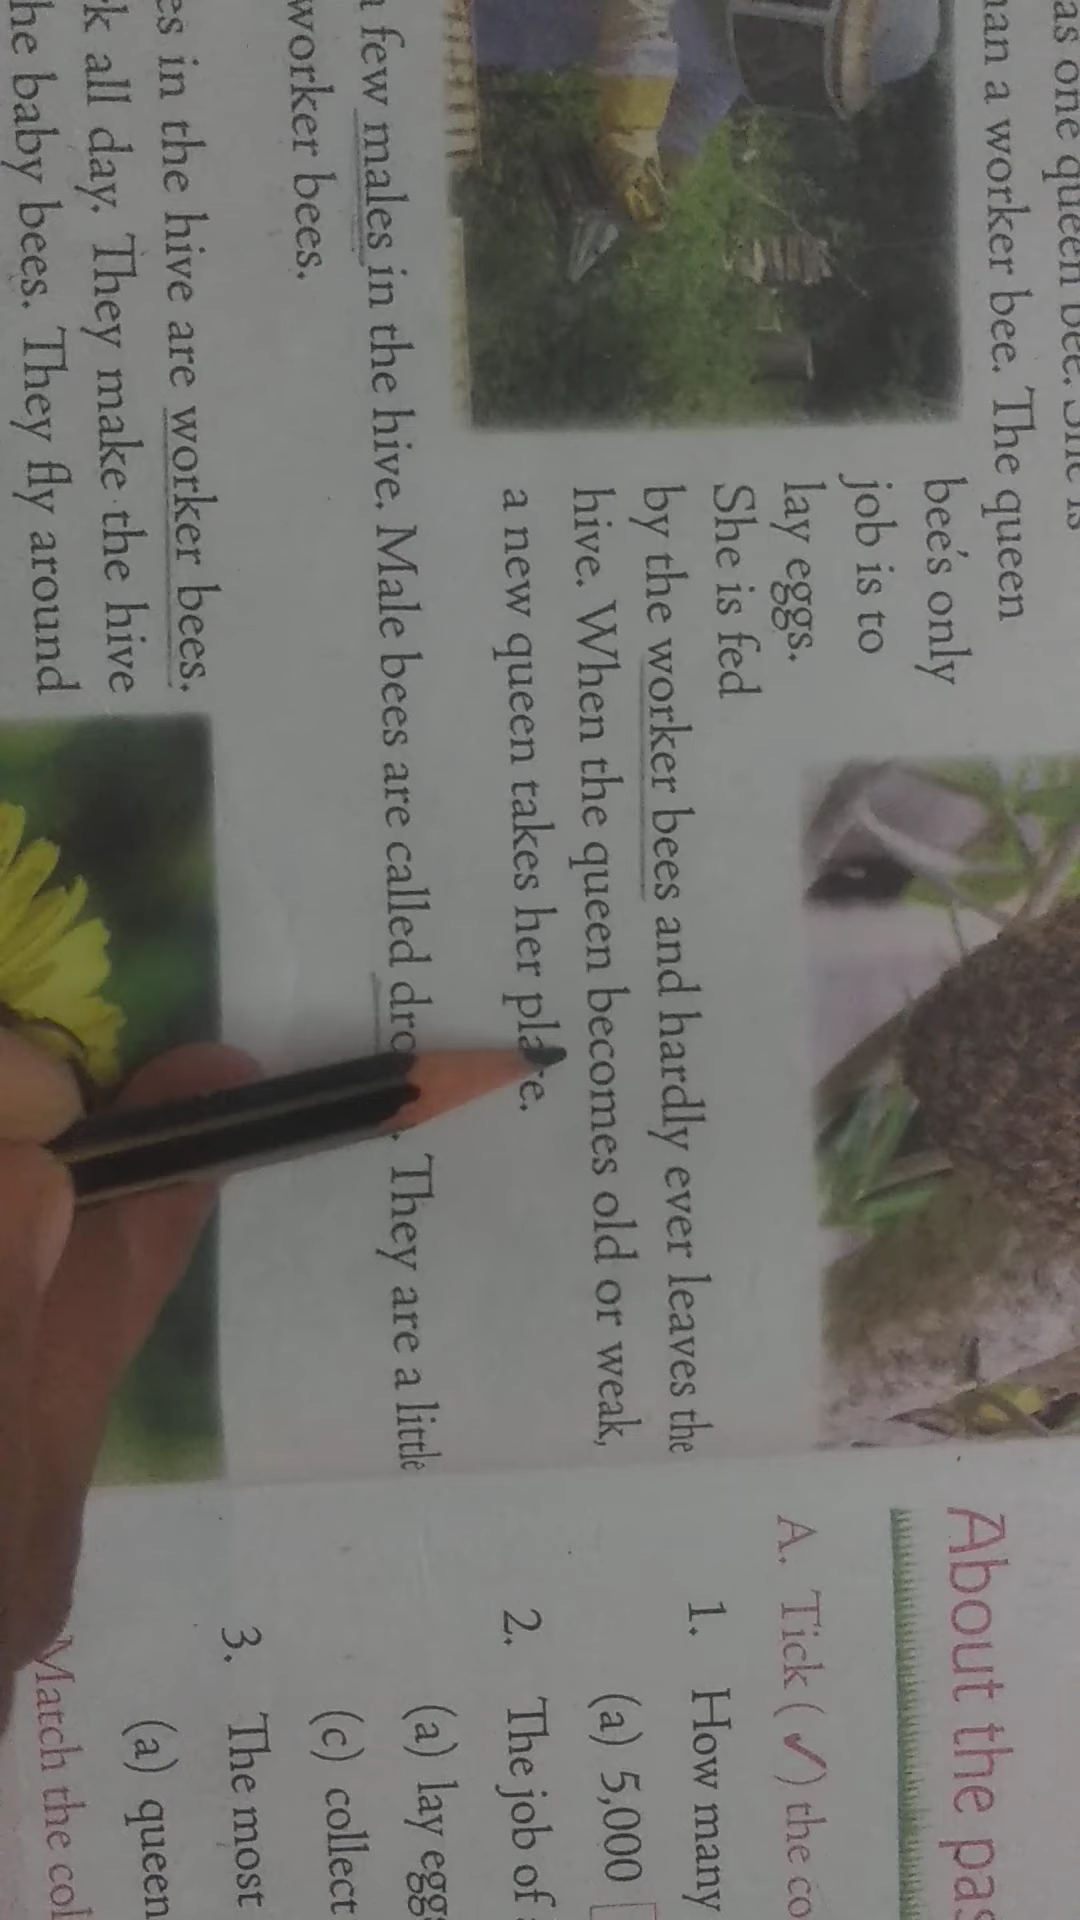 as one queen bee. She is
han a worker bee. The queen
bee's only
job is to
lay eggs.
She is fed
by the worker bees and hardly ever leaves the
hive. When the queen becomes old or weak,
a new queen takes her place.
few males in the hive. Male bees are called They are a little
worker bees.
es in the hive are worker bees.
k all day. They make the hive
he baby bees. They fly around
About the pas
A. Tick (✓) the co
1. How many
(a) 5,000
2. The job of
(a) lay eggs
(c) collect
3. The most
(a) queen
Match the col